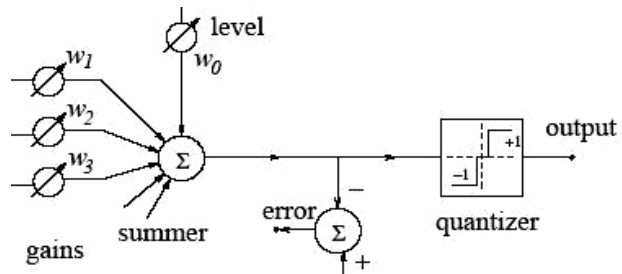 level
w0
w1
w2
w3
Σ
+1
−1
output
−
error
Σ
+
quantizer
summer
gains